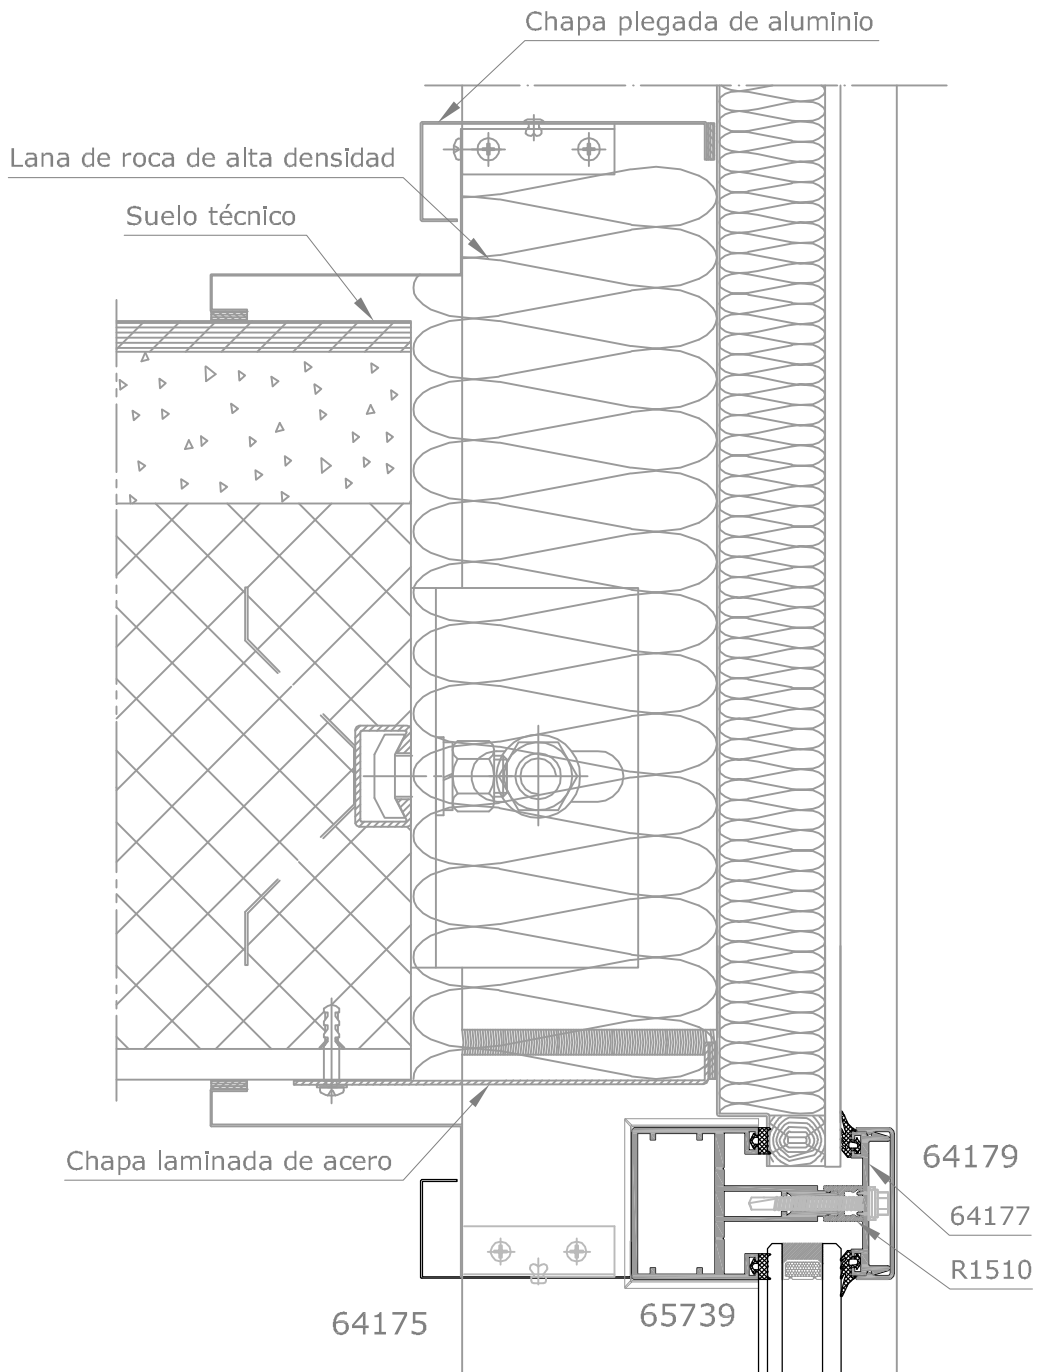 Chapa plegada de aluminio
Lana de roca de alta densidad
Suelo técnico
Chapa laminada de acero
64179
64177
R1510
65739
64175